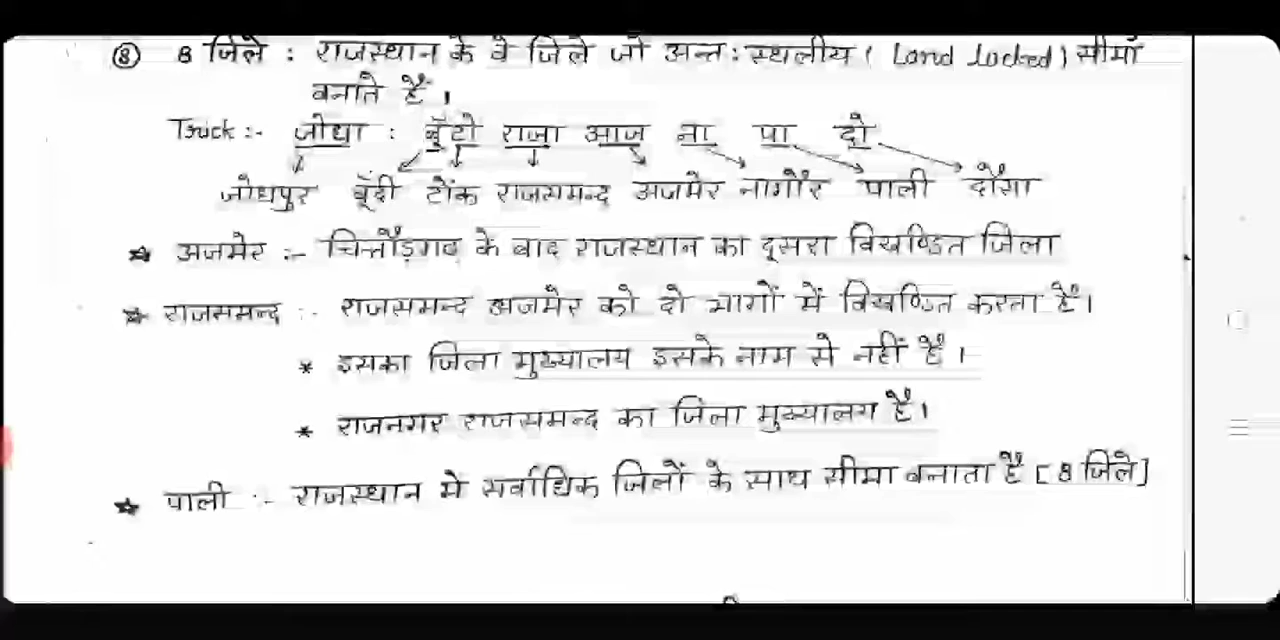 ⑧ 8 जिले : राजस्थान के वे जिले जो अन्त: स्थलीय ( Land Locked ) सीमा
बनाते हैं ।
Trick :- जोधा : बूँटो राजा आज ना पा दो
जोधपुर बूँदी टोंक राजसमन्द अजमेर नागौर पाली दौसा
☆ अजमेर :- चित्तौड़गढ के बाद राजस्थान का दूसरा विखण्डित जिला
☆ राजसमन्द :- राजसमन्द अजमेर को दो भागों में विखण्डित करता है ।
* इसका जिला मुख्यालय इसके नाम से नहीं है ।
* राजनगर राजसमन्द का जिला मुख्यालय है ।
☆ पाली :- राजस्थान मे सर्वाधिक जिलों के साथ सीमा बनाता है [ 8 जिले ]